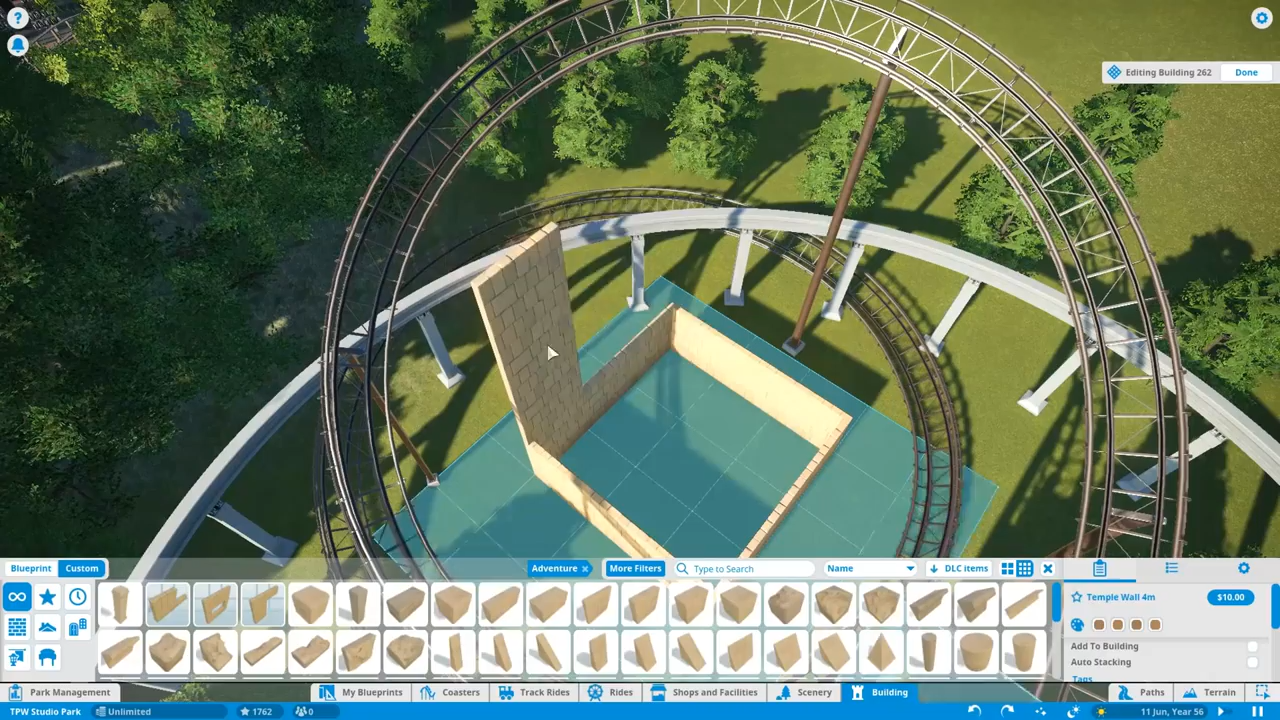 ?
Editing Building 262
Done
Blueprint
Custom
Adventure ×
More Filters
Type to Search
Name
DLC items
Temple Wall 4m
$10.00
Add To Building
Auto Stacking
Tags
Park Management
My Blueprints
Coasters
Track Rides
Rides
Shops and Facilities
Scenery
Building
Paths
Terrain
TPW Studio Park
Unlimited
1762
0
11 Jun, Year 56